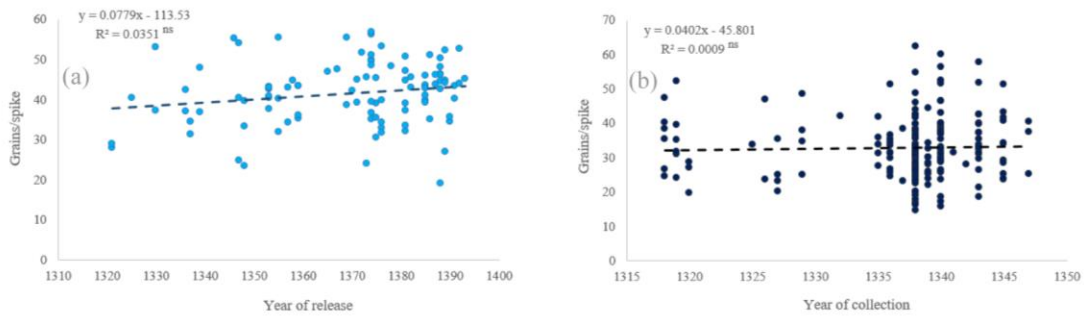 y = 0.0779x - 113.53
R² = 0.0351 ns
(a)
60
50
40
30
20
10
0
Grains/spike
1310 1320 1330 1340 1350 1360 1370 1380 1390 1400
Year of release
y = 0.0402x - 45.801
R² = 0.0009 ns
(b)
70
60
50
40
30
20
10
0
Grains/spike
1315 1320 1325 1330 1335 1340 1345 1350
Year of collection